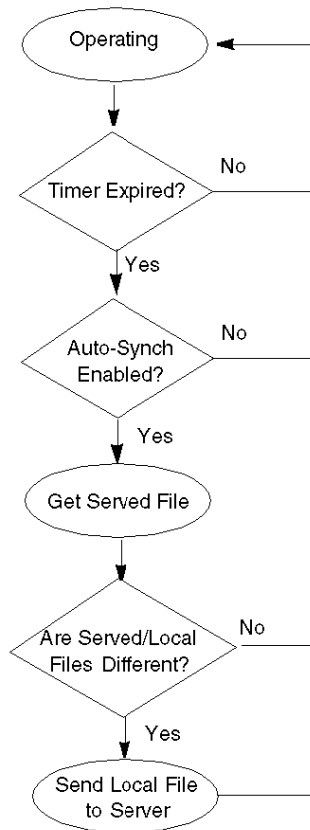 Operating
Timer Expired?
No
Yes
Auto-Synch
Enabled?
No
Yes
Get Served File
Are Served/Local
Files Different?
No
Yes
Send Local File
to Server